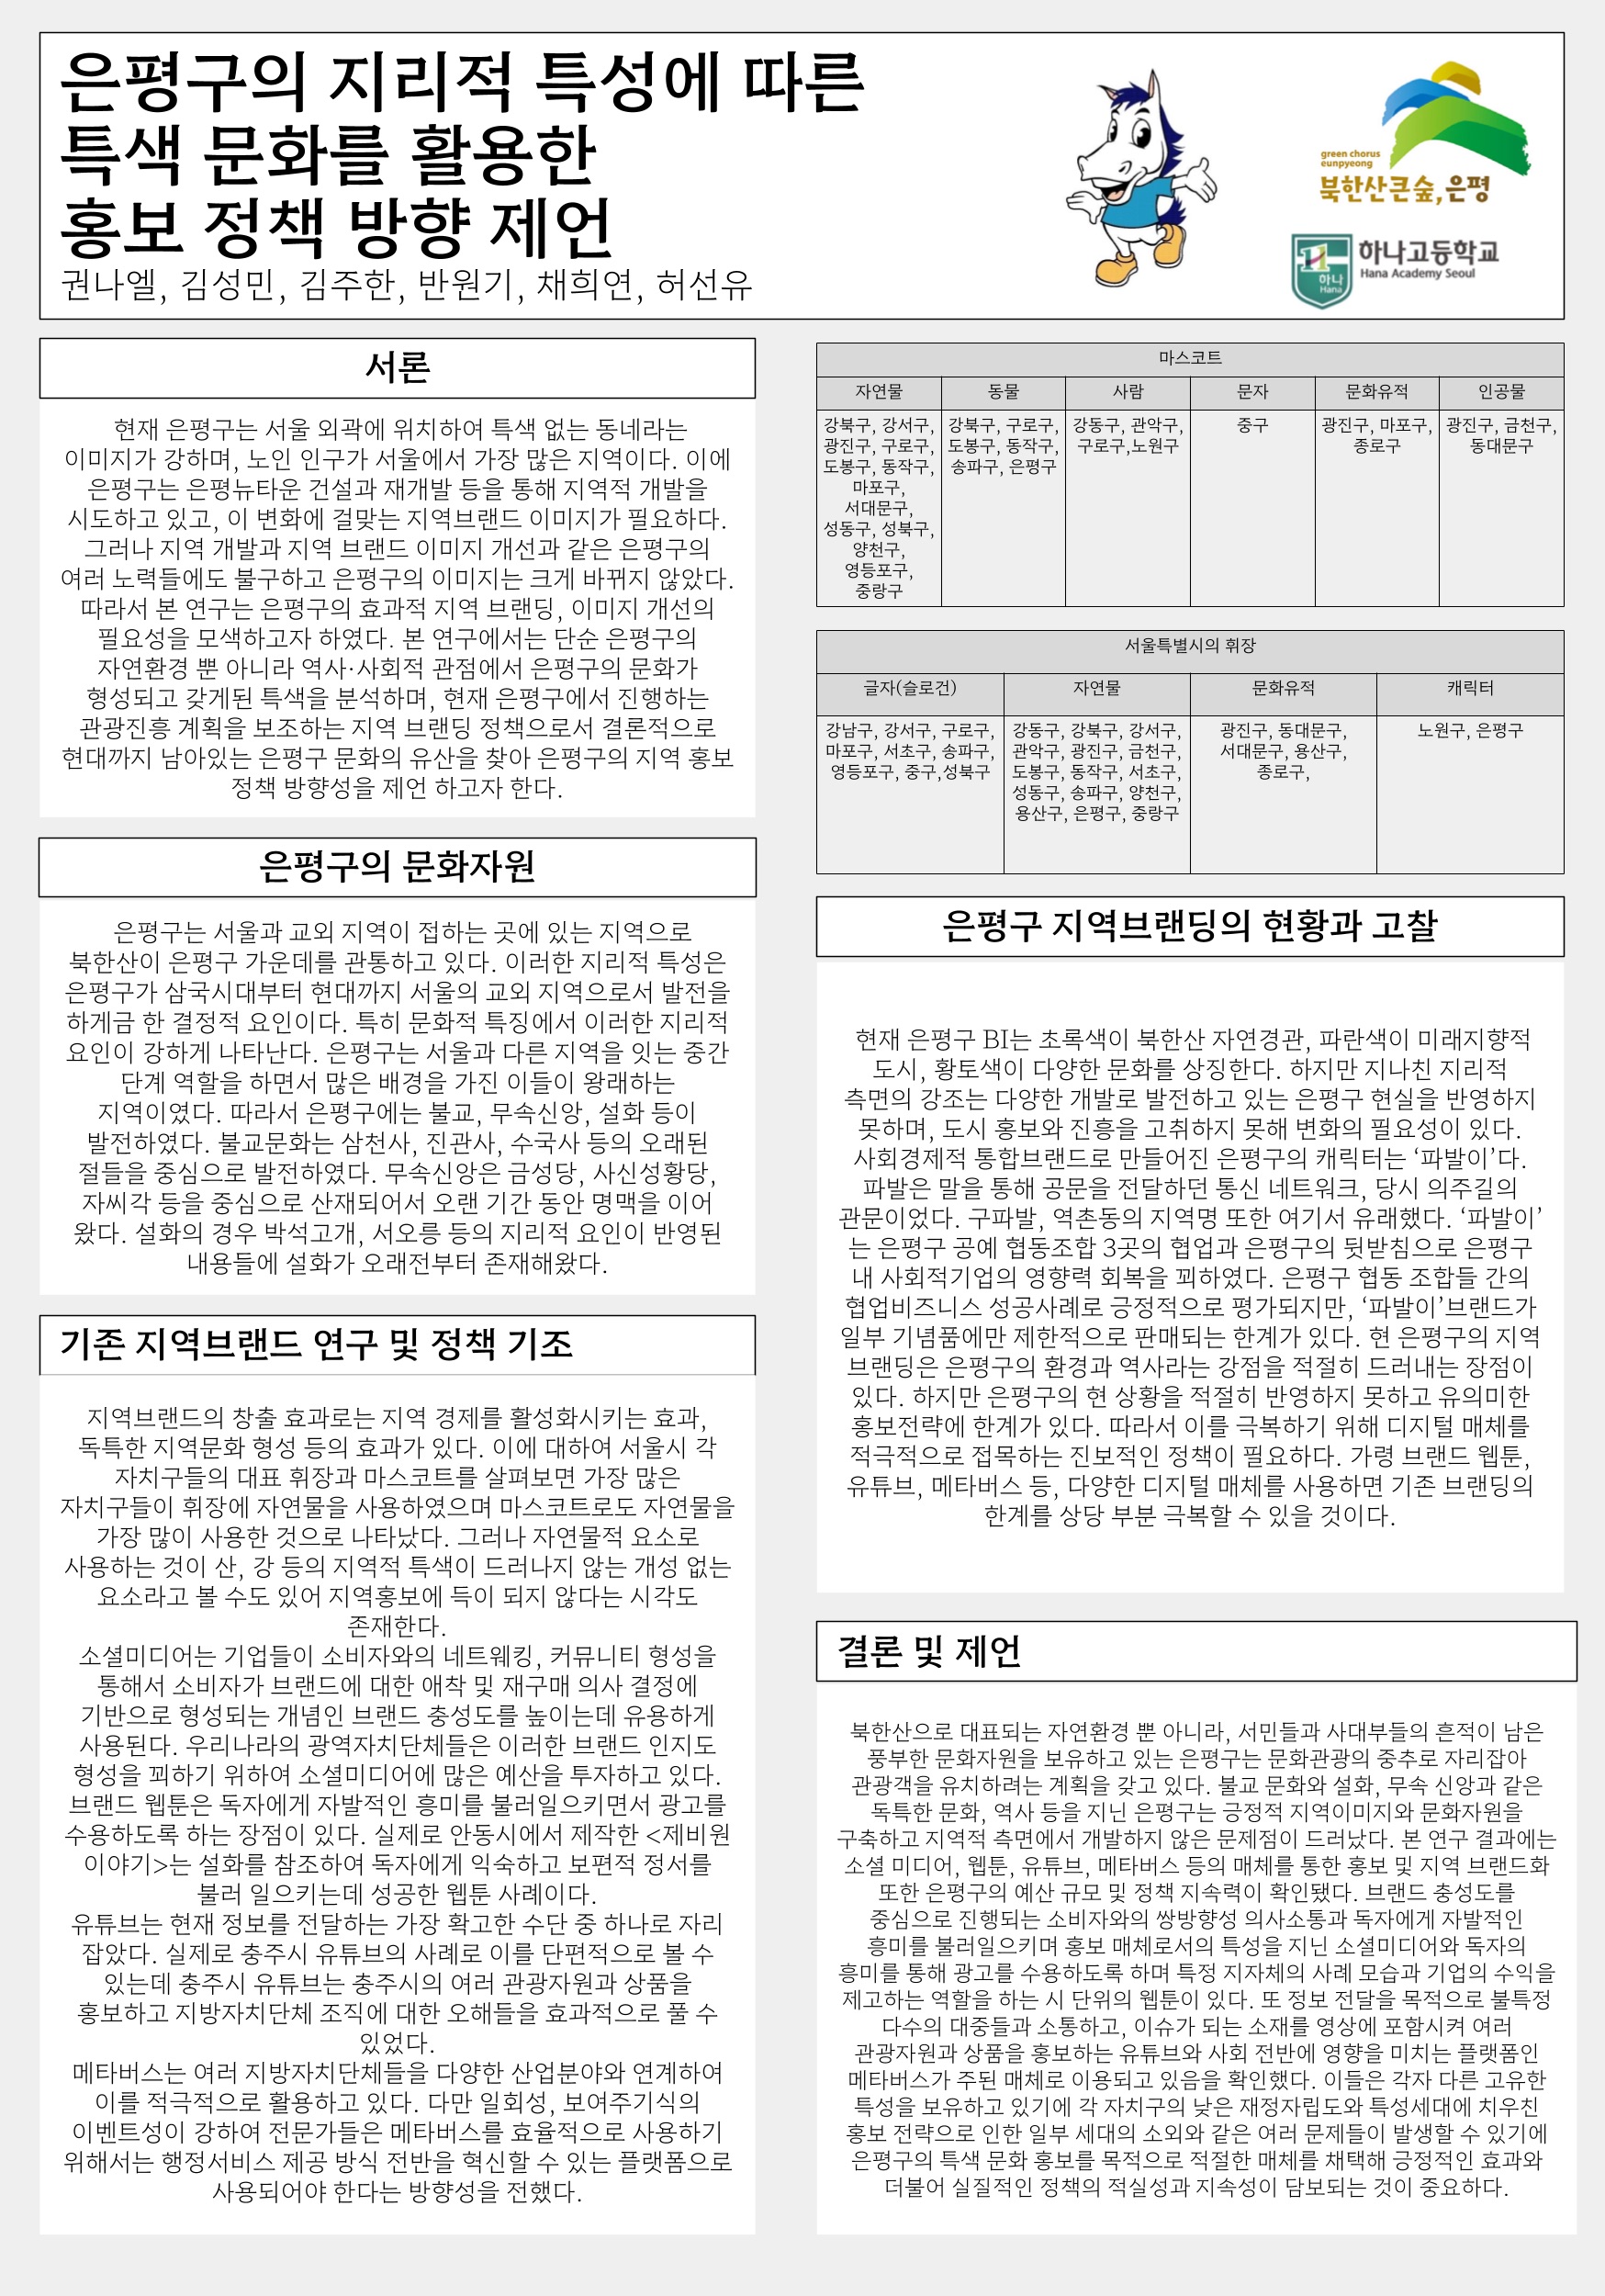 은평구의 지리적 특성에 따른
특색 문화를 활용한
홍보 정책 방향 제언
권나엘, 김성민, 김주한, 반원기, 채희연, 허선유
green chorus
eunpyeong
북한산큰숲,은평
하나고등학교
Hana Academy Seoul
하나
Hana
서론
현재 은평구는 서울 외곽에 위치하여 특색 없는 동네라는
이미지가 강하며, 노인 인구가 서울에서 가장 많은 지역이다. 이에
은평구는 은평뉴타운 건설과 재개발 등을 통해 지역적 개발을
시도하고 있고, 이 변화에 걸맞는 지역브랜드 이미지가 필요하다.
그러나 지역 개발과 지역 브랜드 이미지 개선과 같은 은평구의
여러 노력들에도 불구하고 은평구의 이미지는 크게 바뀌지 않았다.
따라서 본 연구는 은평구의 효과적 지역 브랜딩, 이미지 개선의
필요성을 모색하고자 하였다. 본 연구에서는 단순 은평구의
자연환경 뿐 아니라 역사·사회적 관점에서 은평구의 문화가
형성되고 갖게된 특색을 분석하며, 현재 은평구에서 진행하는
관광진흥 계획을 보조하는 지역 브랜딩 정책으로서 결론적으로
현대까지 남아있는 은평구 문화의 유산을 찾아 은평구의 지역 홍보
정책 방향성을 제언 하고자 한다.
은평구의 문화자원
은평구는 서울과 교외 지역이 접하는 곳에 있는 지역으로
북한산이 은평구 가운데를 관통하고 있다. 이러한 지리적 특성은
은평구가 삼국시대부터 현대까지 서울의 교외 지역으로서 발전을
하게금 한 결정적 요인이다. 특히 문화적 특징에서 이러한 지리적
요인이 강하게 나타난다. 은평구는 서울과 다른 지역을 잇는 중간
단계 역할을 하면서 많은 배경을 가진 이들이 왕래하는
지역이였다. 따라서 은평구에는 불교, 무속신앙, 설화 등이
발전하였다. 불교문화는 삼천사, 진관사, 수국사 등의 오래된
절들을 중심으로 발전하였다. 무속신앙은 금성당, 사신성황당,
자씨각 등을 중심으로 산재되어서 오랜 기간 동안 명맥을 이어
왔다. 설화의 경우 박석고개, 서오릉 등의 지리적 요인이 반영된
내용들에 설화가 오래전부터 존재해왔다.
기존 지역브랜드 연구 및 정책 기조
지역브랜드의 창출 효과로는 지역 경제를 활성화시키는 효과,
독특한 지역문화 형성 등의 효과가 있다. 이에 대하여 서울시 각
자치구들의 대표 휘장과 마스코트를 살펴보면 가장 많은
자치구들이 휘장에 자연물을 사용하였으며 마스코트로도 자연물을
가장 많이 사용한 것으로 나타났다. 그러나 자연물적 요소로
사용하는 것이 산, 강 등의 지역적 특색이 드러나지 않는 개성 없는
요소라고 볼 수도 있어 지역홍보에 득이 되지 않다는 시각도
존재한다.
소셜미디어는 기업들이 소비자와의 네트웨킹, 커뮤니티 형성을
통해서 소비자가 브랜드에 대한 애착 및 재구매 의사 결정에
기반으로 형성되는 개념인 브랜드 충성도를 높이는데 유용하게
사용된다. 우리나라의 광역자치단체들은 이러한 브랜드 인지도
형성을 꾀하기 위하여 소셜미디어에 많은 예산을 투자하고 있다.
브랜드 웹툰은 독자에게 자발적인 흥미를 불러일으키면서 광고를
수용하도록 하는 장점이 있다. 실제로 안동시에서 제작한 <제비원
이야기>는 설화를 참조하여 독자에게 익숙하고 보편적 정서를
불러 일으키는데 성공한 웹툰 사례이다.
유튜브는 현재 정보를 전달하는 가장 확고한 수단 중 하나로 자리
잡았다. 실제로 충주시 유튜브의 사례로 이를 단편적으로 볼 수
있는데 충주시 유튜브는 충주시의 여러 관광자원과 상품을
홍보하고 지방자치단체 조직에 대한 오해들을 효과적으로 풀 수
있었다.
메타버스는 여러 지방자치단체들을 다양한 산업분야와 연계하여
이를 적극적으로 활용하고 있다. 다만 일회성, 보여주기식의
이벤트성이 강하여 전문가들은 메타버스를 효율적으로 사용하기
위해서는 행정서비스 제공 방식 전반을 혁신할 수 있는 플랫폼으로
사용되어야 한다는 방향성을 전했다.
마스코트
자연물 동물 사람 문자 문화유적 인공물
강북구, 강서구, 강북구, 구로구, 강동구, 관악구, 중구 광진구, 마포구, 광진구, 금천구,
광진구, 구로구, 도봉구, 동작구, 구로구,노원구 종로구 동대문구
도봉구, 동작구, 송파구, 은평구
마포구,
서대문구,
성동구, 성북구,
양천구,
영등포구,
중랑구
서울특별시의 휘장
글자(슬로건) 자연물 문화유적 캐릭터
강남구, 강서구, 구로구, 강동구, 강북구, 강서구, 광진구, 동대문구, 노원구, 은평구
마포구, 서초구, 송파구, 관악구, 광진구, 금천구, 서대문구, 용산구,
영등포구, 중구,성북구 도봉구, 동작구, 서초구, 종로구,
성동구, 송파구, 양천구,
용산구, 은평구, 중랑구
은평구 지역브랜딩의 현황과 고찰
현재 은평구 BI는 초록색이 북한산 자연경관, 파란색이 미래지향적
도시, 황토색이 다양한 문화를 상징한다. 하지만 지나친 지리적
측면의 강조는 다양한 개발로 발전하고 있는 은평구 현실을 반영하지
못하며, 도시 홍보와 진흥을 고취하지 못해 변화의 필요성이 있다.
사회경제적 통합브랜드로 만들어진 은평구의 캐릭터는 ‘파발이’다.
파발은 말을 통해 공문을 전달하던 통신 네트워크, 당시 의주길의
관문이었다. 구파발, 역촌동의 지역명 또한 여기서 유래했다. ‘파발이’
는 은평구 공예 협동조합 3곳의 협업과 은평구의 뒷받침으로 은평구
내 사회적기업의 영향력 회복을 꾀하였다. 은평구 협동 조합들 간의
협업비즈니스 성공사례로 긍정적으로 평가되지만, ‘파발이’브랜드가
일부 기념품에만 제한적으로 판매되는 한계가 있다. 현 은평구의 지역
브랜딩은 은평구의 환경과 역사라는 강점을 적절히 드러내는 장점이
있다. 하지만 은평구의 현 상황을 적절히 반영하지 못하고 유의미한
홍보전략에 한계가 있다. 따라서 이를 극복하기 위해 디지털 매체를
적극적으로 접목하는 진보적인 정책이 필요하다. 가령 브랜드 웹툰,
유튜브, 메타버스 등, 다양한 디지털 매체를 사용하면 기존 브랜딩의
한계를 상당 부분 극복할 수 있을 것이다.
결론 및 제언
북한산으로 대표되는 자연환경 뿐 아니라, 서민들과 사대부들의 흔적이 남은
풍부한 문화자원을 보유하고 있는 은평구는 문화관광의 중추로 자리잡아
관광객을 유치하려는 계획을 갖고 있다. 불교 문화와 설화, 무속 신앙과 같은
독특한 문화, 역사 등을 지닌 은평구는 긍정적 지역이미지와 문화자원을
구축하고 지역적 측면에서 개발하지 않은 문제점이 드러났다. 본 연구 결과에는
소셜 미디어, 웹툰, 유튜브, 메타버스 등의 매체를 통한 홍보 및 지역 브랜드화
또한 은평구의 예산 규모 및 정책 지속력이 확인됐다. 브랜드 충성도를
중심으로 진행되는 소비자와의 쌍방향성 의사소통과 독자에게 자발적인
흥미를 불러일으키며 홍보 매체로서의 특성을 지닌 소셜미디어와 독자의
흥미를 통해 광고를 수용하도록 하며 특정 지자체의 사례 모습과 기업의 수익을
제고하는 역할을 하는 시 단위의 웹툰이 있다. 또 정보 전달을 목적으로 불특정
다수의 대중들과 소통하고, 이슈가 되는 소재를 영상에 포함시켜 여러
관광자원과 상품을 홍보하는 유튜브와 사회 전반에 영향을 미치는 플랫폼인
메타버스가 주된 매체로 이용되고 있음을 확인했다. 이들은 각자 다른 고유한
특성을 보유하고 있기에 각 자치구의 낮은 재정자립도와 특성세대에 치우친
홍보 전략으로 인한 일부 세대의 소외와 같은 여러 문제들이 발생할 수 있기에
은평구의 특색 문화 홍보를 목적으로 적절한 매체를 채택해 긍정적인 효과와
더불어 실질적인 정책의 적실성과 지속성이 담보되는 것이 중요하다.